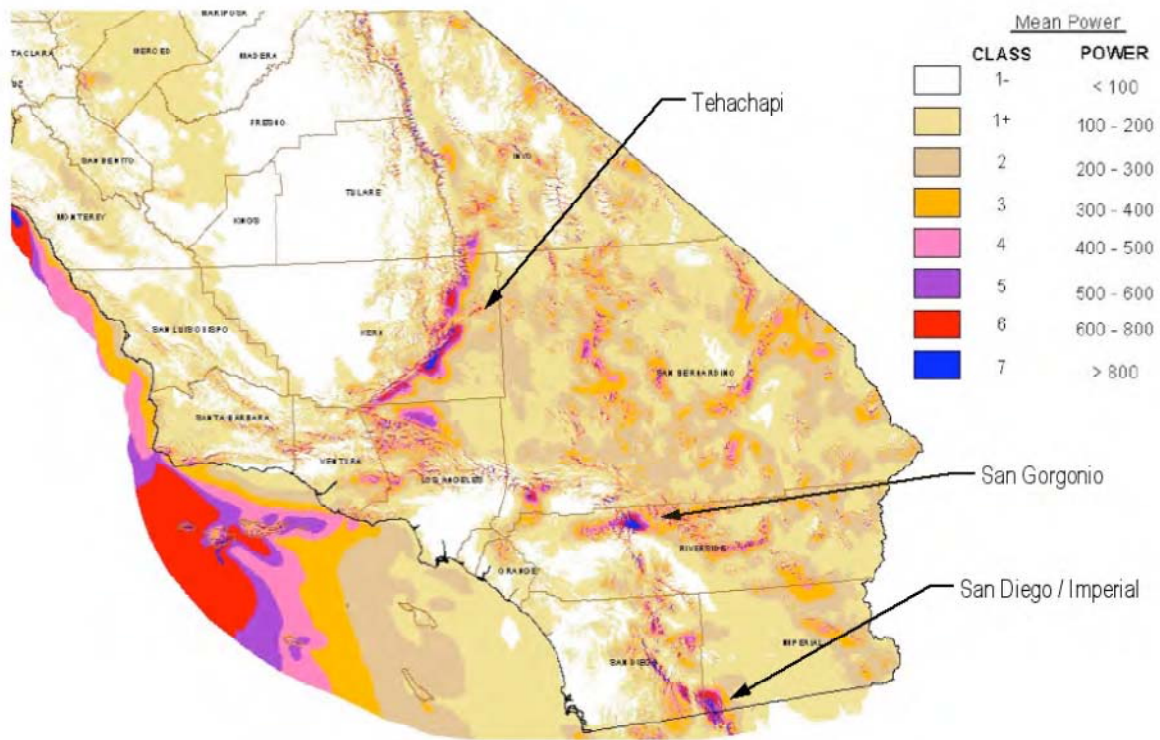 MARIPOSA
Mean Power
CLASS POWER
1- < 100
1+ 100 - 200
2 200 - 300
3 300 - 400
4 400 - 500
5 500 - 600
6 600 - 800
7 > 800
TACLARA
MERCED
MADERA
Tehachapi
FRESNO
SAN BENITO
INYO
TULARE
MONTEREY
KINGS
SAN LUIS OBISPO
KERN
SAN BERNARDINO
SANTA BARBARA
VENTURA
LOS ANGELES
San Gorgonio
RIVERSIDE
ORANGE
San Diego / Imperial
IMPERIAL
SAN DIEGO